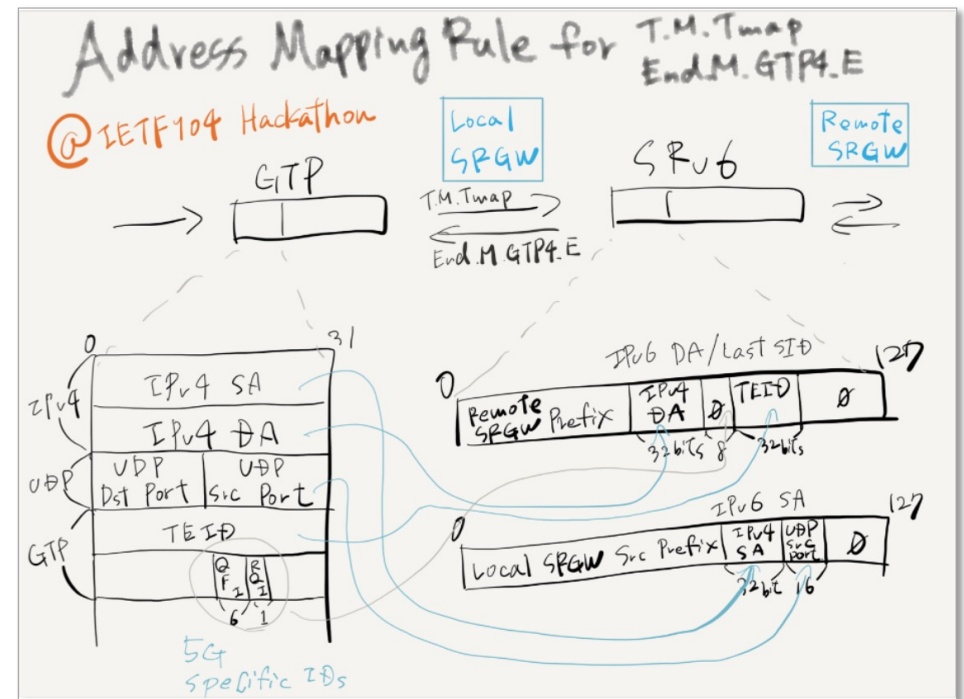 Address Mapping Rule for T.M.Tmap
End.M.GTP4.E
@IETF104 Hackathon
Local
SRGW
Remote
SRGW
GTP
SRv6
T.M.Tmap
End.M.GTP4.E
0
31
IPv4
IPv4 SA
IPv4 DA
UDP
UDP
Dst Port
UDP
Src Port
GTP
TEID
QFI
RQI
6
1
5G
Specific IDs
IPv6 DA/Last SID
0
127
Remote
SRGW
Prefix
IPv4
DA
0
TEID
0
32bits
8
32bits
IPv6 SA
0
127
Local SRGW Src Prefix
IPv4
SA
UDP
Src
Port
0
32bit
16